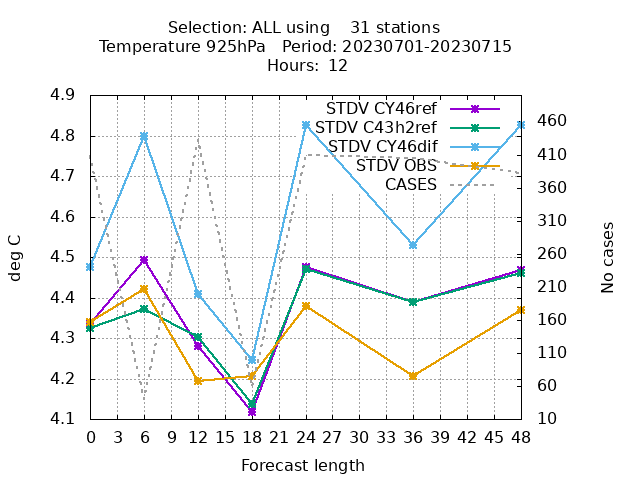 Selection: ALL using    31 stations
Temperature 925hPa   Period: 20230701-20230715
Hours:  12
4.9
4.8
4.7
4.6
4.5
4.4
4.3
4.2
4.1
deg C
STDV CY46ref
STDV C43h2ref
STDV CY46dif
STDV OBS
CASES
460
410
360
310
260
210
160
110
60
10
No cases
0 3 6 9 12 15 18 21 24 27 30 33 36 39 42 45 48
Forecast length